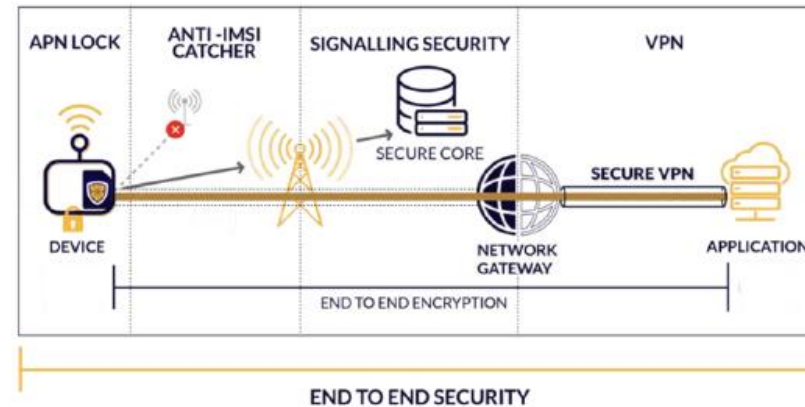 APN LOCK
ANTI -IMSI
CATCHER
SIGNALLING SECURITY
VPN
SECURE CORE
SECURE VPN
DEVICE
NETWORK
GATEWAY
APPLICATION
END TO END ENCRYPTION
END TO END SECURITY